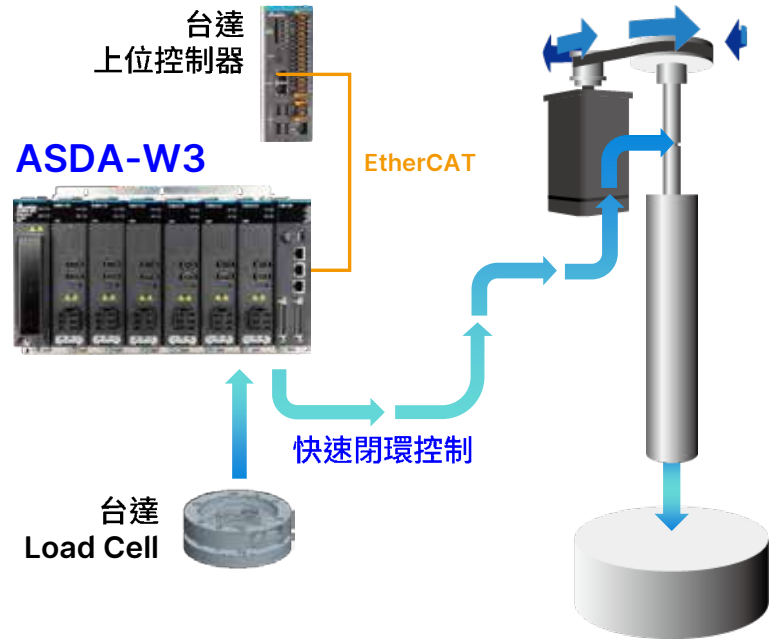 台達
上位控制器
ASDA-W3
EtherCAT
快速閉環控制
台達
Load Cell